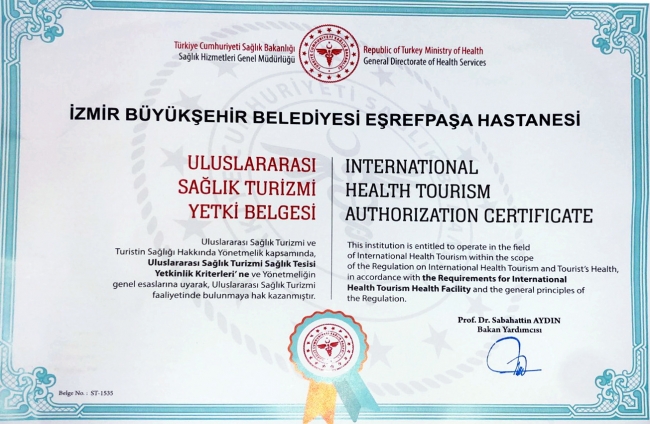 Türkiye Cumhuriyeti Sağlık Bakanlığı
Sağlık Hizmetleri Genel Müdürlüğü
Republic of Turkey Ministry of Health
General Directorate of Health Services
İZMİR BÜYÜKŞEHİR BELEDİYESİ EŞREFPAŞA HASTANESİ
ULUSLARARASI
SAĞLIK TURİZMİ
YETKİ BELGESİ
Uluslararası Sağlık Turizmi ve
Turistin Sağlığı Hakkında Yönetmelik kapsamında,
Uluslararası Sağlık Turizmi Sağlık Tesisi
Yetkinlik Kriterleri' ne ve Yönetmeliğin
genel esaslarına uyarak, Uluslararası Sağlık Turizmi
faaliyetinde bulunmaya hak kazanmıştır.
INTERNATIONAL
HEALTH TOURISM
AUTHORIZATION CERTIFICATE
This institution is entitled to operate in the field
of International Health Tourism within the scope
of the Regulation on International Health Tourism and Tourist's Health,
in accordance with the Requirements for International
Health Tourism Health Facility and the general principles of
the Regulation.
Prof. Dr. Sabahattin AYDIN
Bakan Yardımcısı
Belge No. : ST-1535